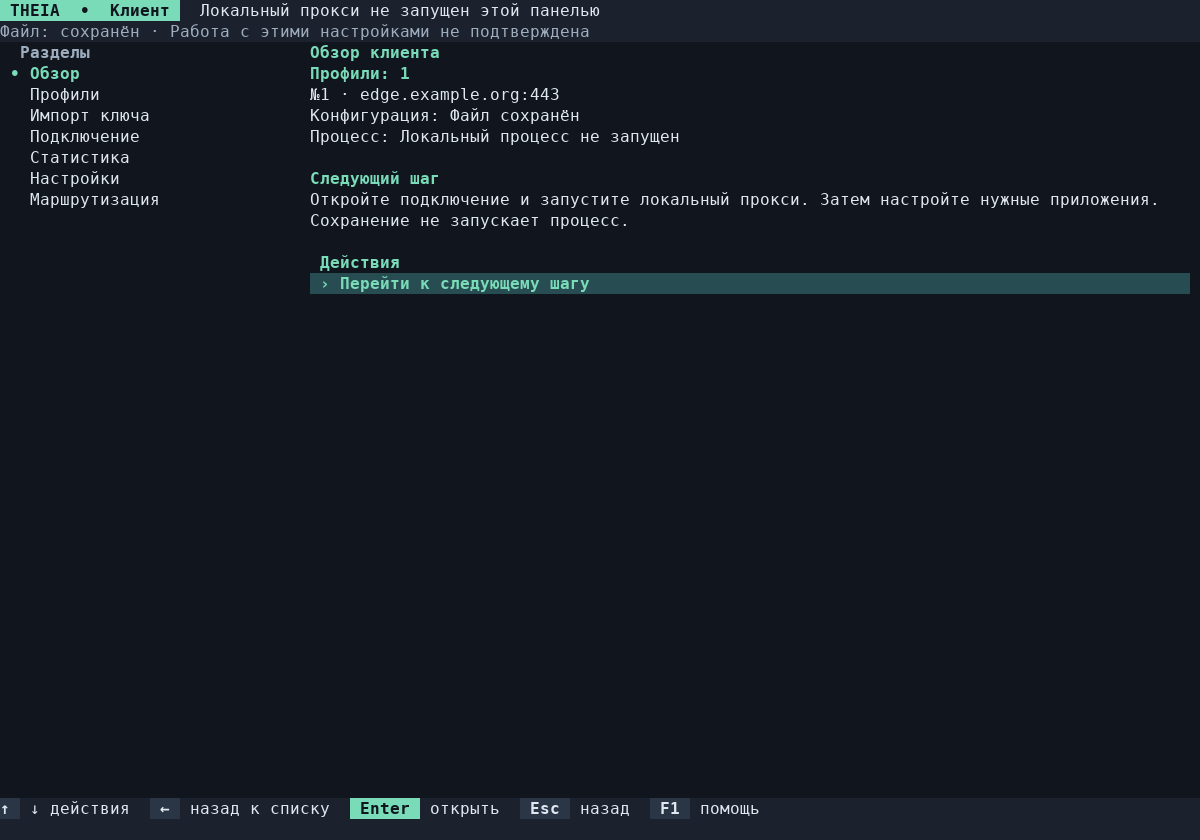 THEIA • Клиент Локальный прокси не запущен этой панелью
Файл: сохранён · Работа с этими настройками не подтверждена
Разделы
• Обзор
Профили
Импорт ключа
Подключение
Статистика
Настройки
Маршрутизация
Обзор клиента
Профили: 1
№1 · edge.example.org:443
Конфигурация: Файл сохранён
Процесс: Локальный процесс не запущен
Следующий шаг
Откройте подключение и запустите локальный прокси. Затем настройте нужные приложения.
Сохранение не запускает процесс.
Действия
› Перейти к следующему шагу
↑ ↓ действия ← назад к списку Enter открыть Esc назад F1 помощь